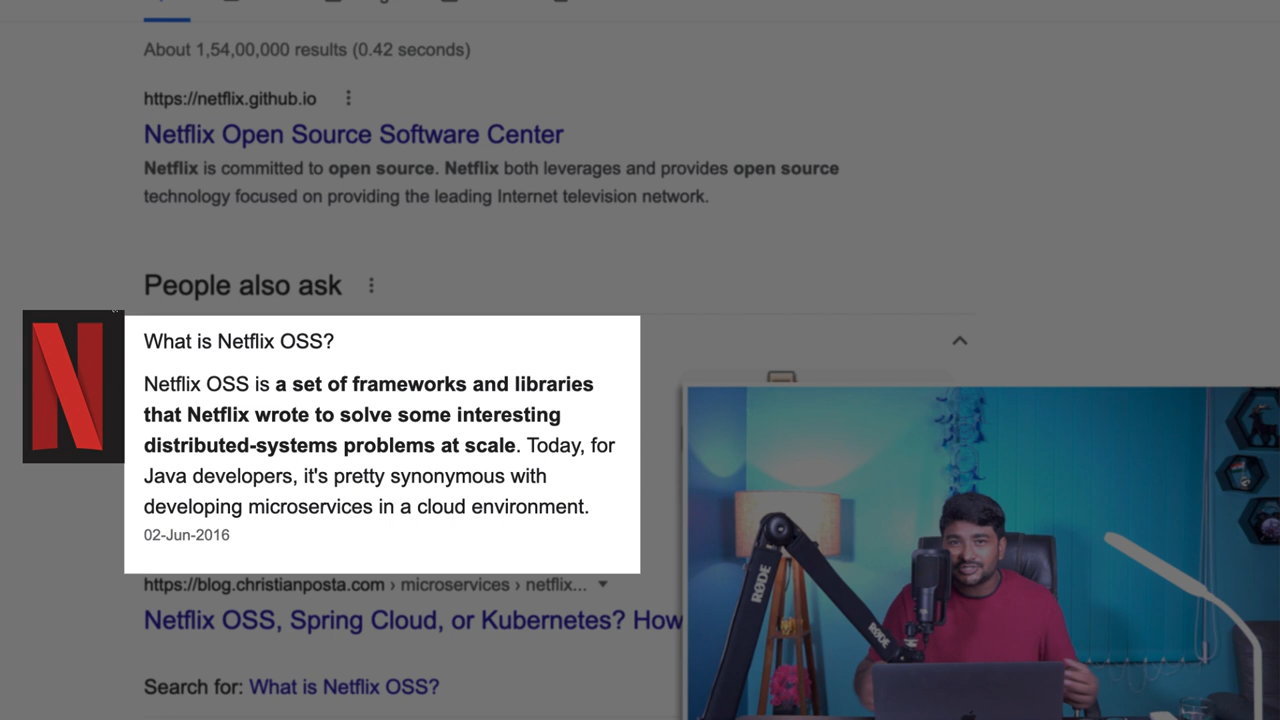 About 1,54,00,000 results (0.42 seconds)
https://netflix.github.io
Netflix Open Source Software Center
Netflix is committed to open source. Netflix both leverages and provides open source
technology focused on providing the leading Internet television network.
People also ask
What is Netflix OSS?
Netflix OSS is a set of frameworks and libraries
that Netflix wrote to solve some interesting
distributed-systems problems at scale. Today, for
Java developers, it's pretty synonymous with
developing microservices in a cloud environment.
02-Jun-2016
https://blog.christianposta.com › microservices › netflix...
Netflix OSS, Spring Cloud, or Kubernetes? How
Search for: What is Netflix OSS?
RØDE
RØDE